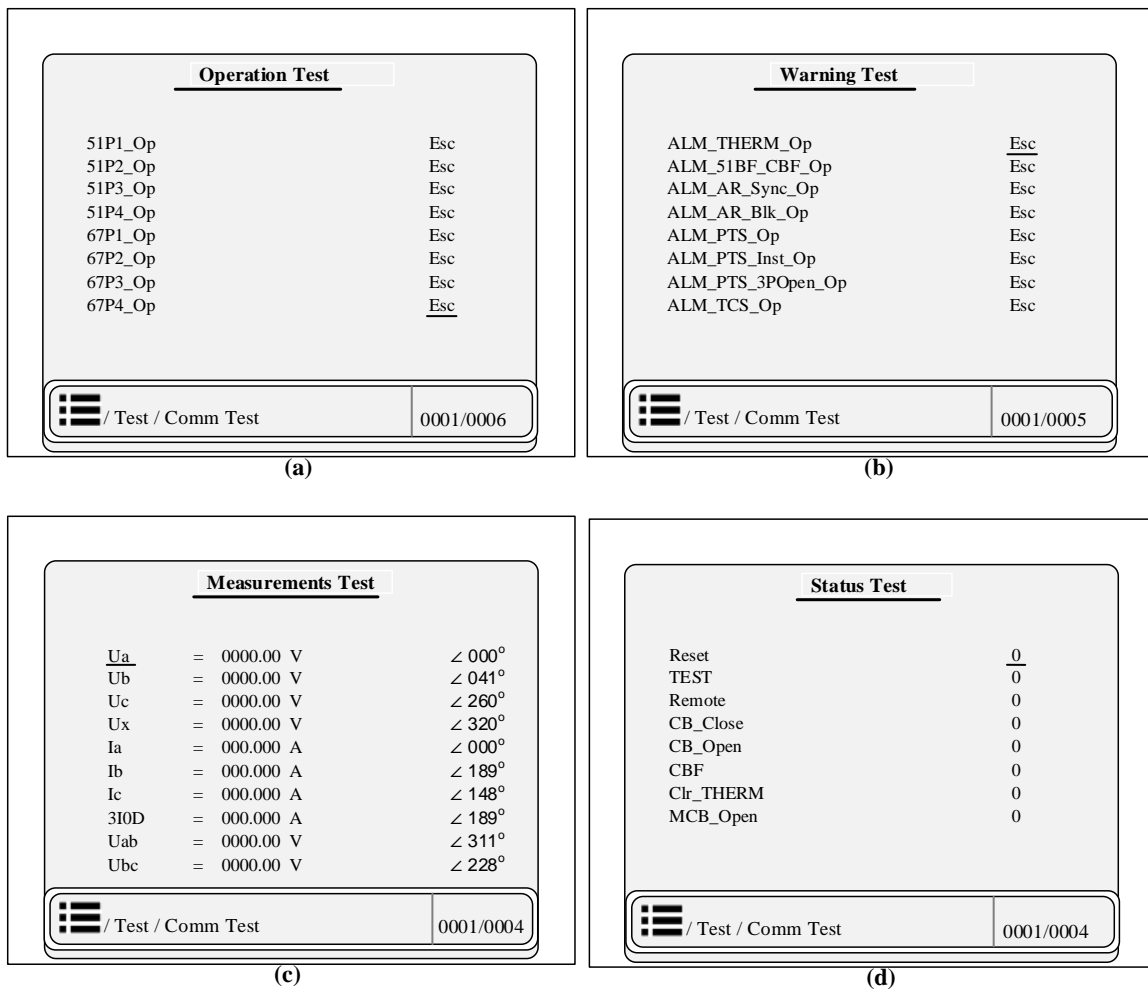 Operation Test
51P1_Op Esc
51P2_Op Esc
51P3_Op Esc
51P4_Op Esc
67P1_Op Esc
67P2_Op Esc
67P3_Op Esc
67P4_Op Esc
/ Test / Comm Test 0001/0006
(a)
Warning Test
ALM_THERM_Op Esc
ALM_51BF_CBF_Op Esc
ALM_AR_Sync_Op Esc
ALM_AR_Blk_Op Esc
ALM_PTS_Op Esc
ALM_PTS_Inst_Op Esc
ALM_PTS_3POpen_Op Esc
ALM_TCS_Op Esc
/ Test / Comm Test 0001/0005
(b)
Measurements Test
Ua = 0000.00 V ∠ 000°
Ub = 0000.00 V ∠ 041°
Uc = 0000.00 V ∠ 260°
Ux = 0000.00 V ∠ 320°
Ia = 000.000 A ∠ 000°
Ib = 000.000 A ∠ 189°
Ic = 000.000 A ∠ 148°
3I0D = 000.000 A ∠ 189°
Uab = 0000.00 V ∠ 311°
Ubc = 0000.00 V ∠ 228°
/ Test / Comm Test 0001/0004
(c)
Status Test
Reset 0
TEST 0
Remote 0
CB_Close 0
CB_Open 0
CBF 0
Clr_THERM 0
MCB_Open 0
/ Test / Comm Test 0001/0004
(d)